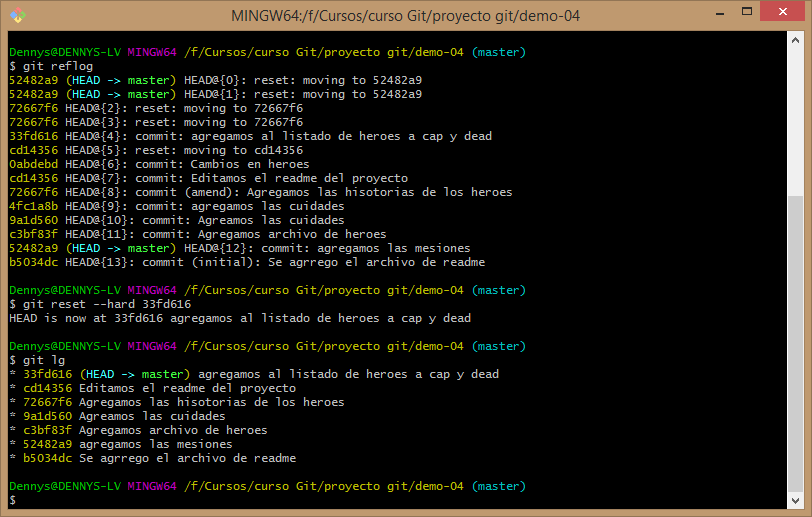 MINGW64:/f/Cursos/curso Git/proyecto git/demo-04
Dennys@DENNYS-LV MINGW64 /f/Cursos/curso Git/proyecto git/demo-04 (master)
$ git reflog
52482a9 (HEAD -> master) HEAD@{0}: reset: moving to 52482a9
52482a9 (HEAD -> master) HEAD@{1}: reset: moving to 52482a9
72667f6 HEAD@{2}: reset: moving to 72667f6
72667f6 HEAD@{3}: reset: moving to 72667f6
33fd616 HEAD@{4}: commit: agregamos al listado de heroes a cap y dead
cd14356 HEAD@{5}: reset: moving to cd14356
0abdebd HEAD@{6}: commit: Cambios en heroes
cd14356 HEAD@{7}: commit: Editamos el readme del proyecto
72667f6 HEAD@{8}: commit (amend): Agregamos las hisotorias de los heroes
4fc1a8b HEAD@{9}: commit: agregamos las cuidades
9a1d560 HEAD@{10}: commit: Agreamos las cuidades
c3bf83f HEAD@{11}: commit: Agregamos archivo de heroes
52482a9 (HEAD -> master) HEAD@{12}: commit: agregamos las mesiones
b5034dc HEAD@{13}: commit (initial): Se agrrego el archivo de readme
Dennys@DENNYS-LV MINGW64 /f/Cursos/curso Git/proyecto git/demo-04 (master)
$ git reset --hard 33fd616
HEAD is now at 33fd616 agregamos al listado de heroes a cap y dead
Dennys@DENNYS-LV MINGW64 /f/Cursos/curso Git/proyecto git/demo-04 (master)
$ git lg
* 33fd616 (HEAD -> master) agregamos al listado de heroes a cap y dead
* cd14356 Editamos el readme del proyecto
* 72667f6 Agregamos las hisotorias de los heroes
* 9a1d560 Agreamos las cuidades
* c3bf83f Agregamos archivo de heroes
* 52482a9 agregamos las mesiones
* b5034dc Se agrrego el archivo de readme
Dennys@DENNYS-LV MINGW64 /f/Cursos/curso Git/proyecto git/demo-04 (master)
$